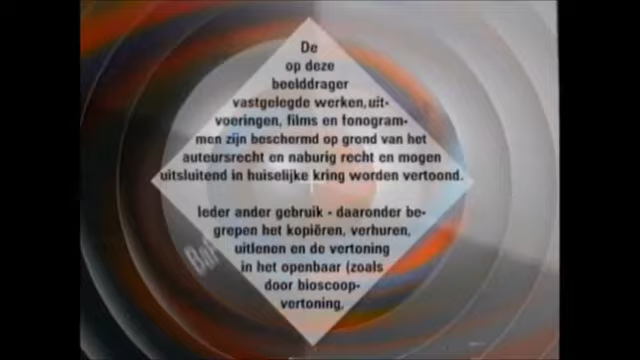 De
op deze
beelddrager
vastgelegde werken, uit-
voeringen, films en fonogram-
men zijn beschermd op grond van het
auteursrecht en naburig recht en mogen
uitsluitend in huiselijke kring worden vertoond.
Ieder ander gebruik - daaronder be-
grepen het kopiëren, verhuren,
uitlenen en de vertoning
in het openbaar (zoals
door bioscoop-
vertoning,